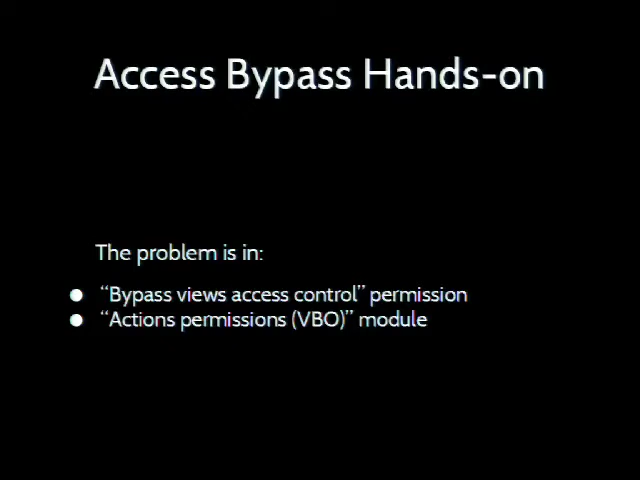 Access Bypass Hands-on
The problem is in:
● “Bypass views access control” permission
● “Actions permissions (VBO)” module